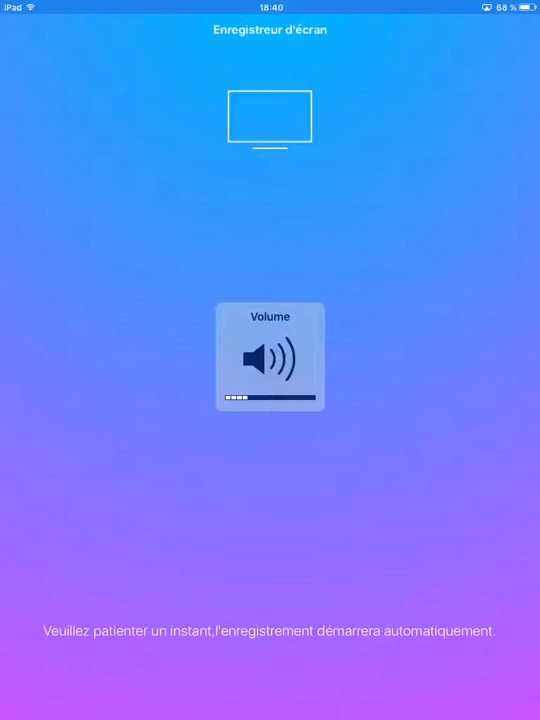 iPad 18:40 68 %
Enregistreur d'écran
Volume
Veuillez patienter un instant,l'enregistrement démarrera automatiquement.